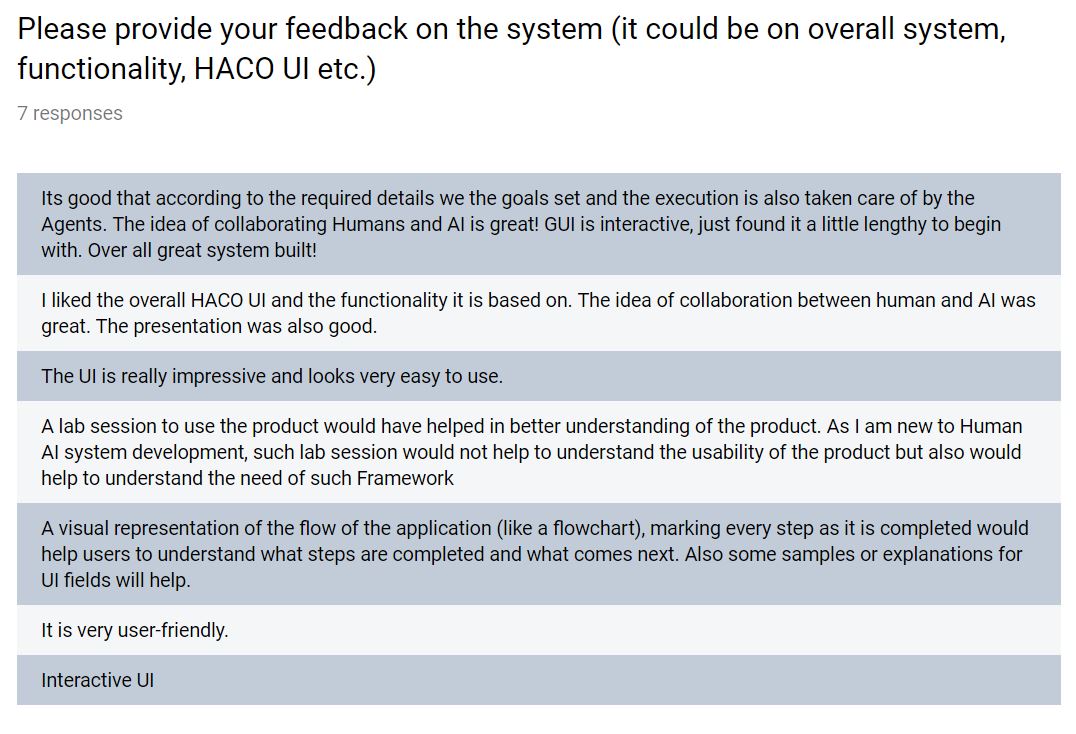 Please provide your feedback on the system (it could be on overall system,
functionality, HACO UI etc.)
7 responses
Its good that according to the required details we the goals set and the execution is also taken care of by the
Agents. The idea of collaborating Humans and AI is great! GUI is interactive, just found it a little lengthy to begin
with. Over all great system built!
I liked the overall HACO UI and the functionality it is based on. The idea of collaboration between human and AI was
great. The presentation was also good.
The UI is really impressive and looks very easy to use.
A lab session to use the product would have helped in better understanding of the product. As I am new to Human
AI system development, such lab session would not help to understand the usability of the product but also would
help to understand the need of such Framework
A visual representation of the flow of the application (like a flowchart), marking every step as it is completed would
help users to understand what steps are completed and what comes next. Also some samples or explanations for
UI fields will help.
It is very user-friendly.
Interactive UI